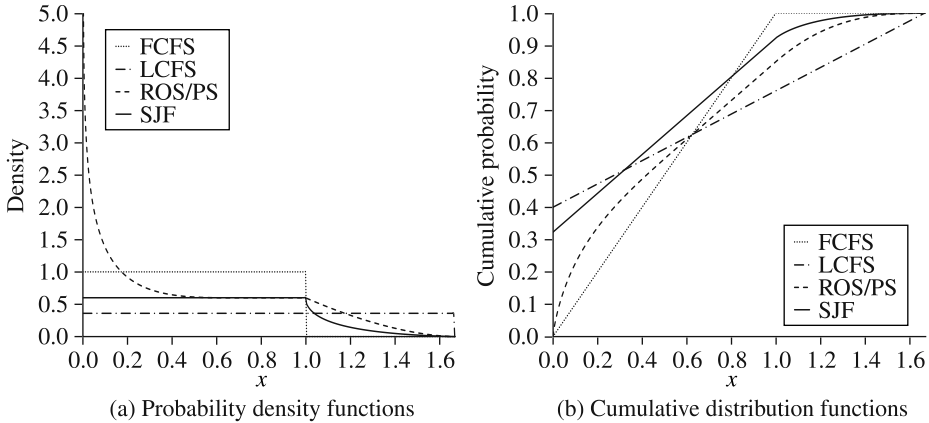 5.0
4.5
4.0
3.5
3.0
2.5
2.0
1.5
1.0
0.5
0.0
Density
FCFS
LCFS
ROS/PS
SJF
0.0 0.2 0.4 0.6 0.8 1.0 1.2 1.4 1.6
x
(a) Probability density functions
1.0
0.9
0.8
0.7
0.6
0.5
0.4
0.3
0.2
0.1
0.0
Cumulative probability
FCFS
LCFS
ROS/PS
SJF
0.0 0.2 0.4 0.6 0.8 1.0 1.2 1.4 1.6
x
(b) Cumulative distribution functions